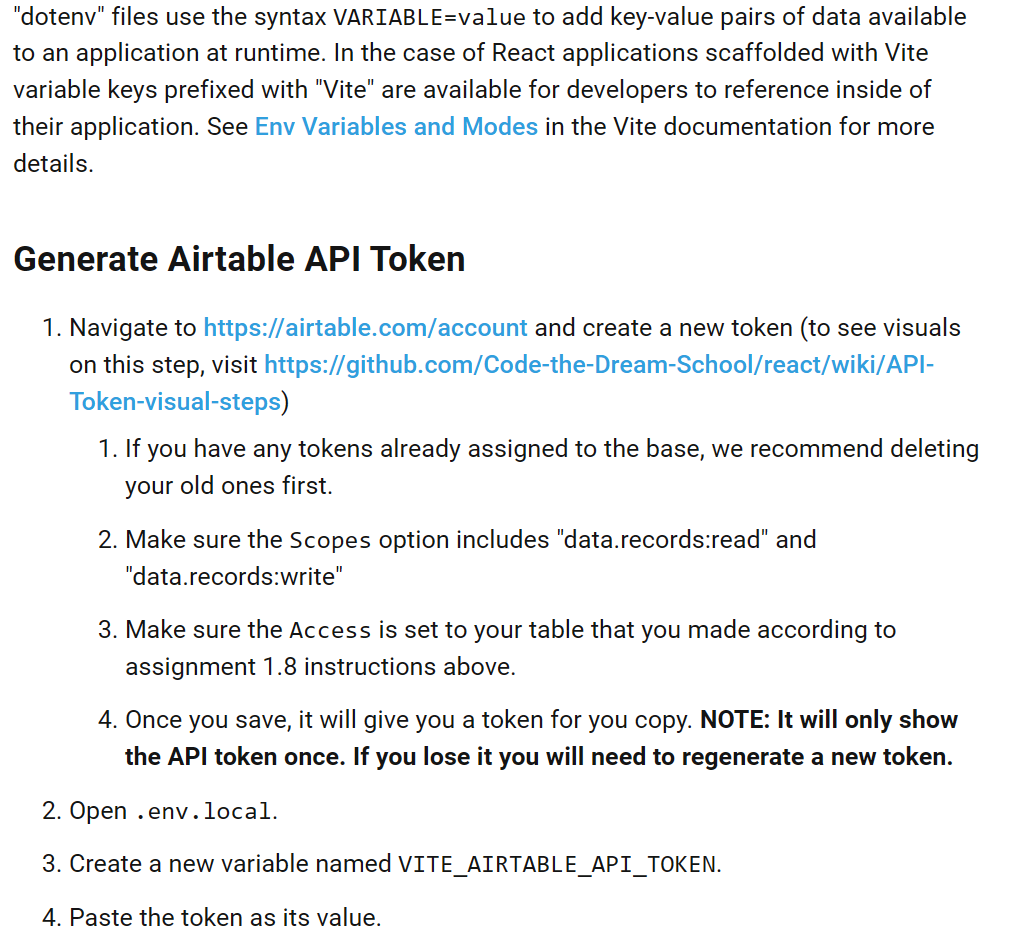 "dotenv" files use the syntax VARIABLE=value to add key-value pairs of data available
to an application at runtime. In the case of React applications scaffolded with Vite
variable keys prefixed with "Vite" are available for developers to reference inside of
their application. See Env Variables and Modes in the Vite documentation for more
details.
Generate Airtable API Token
1. Navigate to https://airtable.com/account and create a new token (to see visuals
on this step, visit https://github.com/Code-the-Dream-School/react/wiki/API-
Token-visual-steps)
1. If you have any tokens already assigned to the base, we recommend deleting
your old ones first.
2. Make sure the Scopes option includes "data.records:read" and
"data.records:write"
3. Make sure the Access is set to your table that you made according to
assignment 1.8 instructions above.
4. Once you save, it will give you a token for you copy. NOTE: It will only show
the API token once. If you lose it you will need to regenerate a new token.
2. Open .env.local.
3. Create a new variable named VITE_AIRTABLE_API_TOKEN.
4. Paste the token as its value.